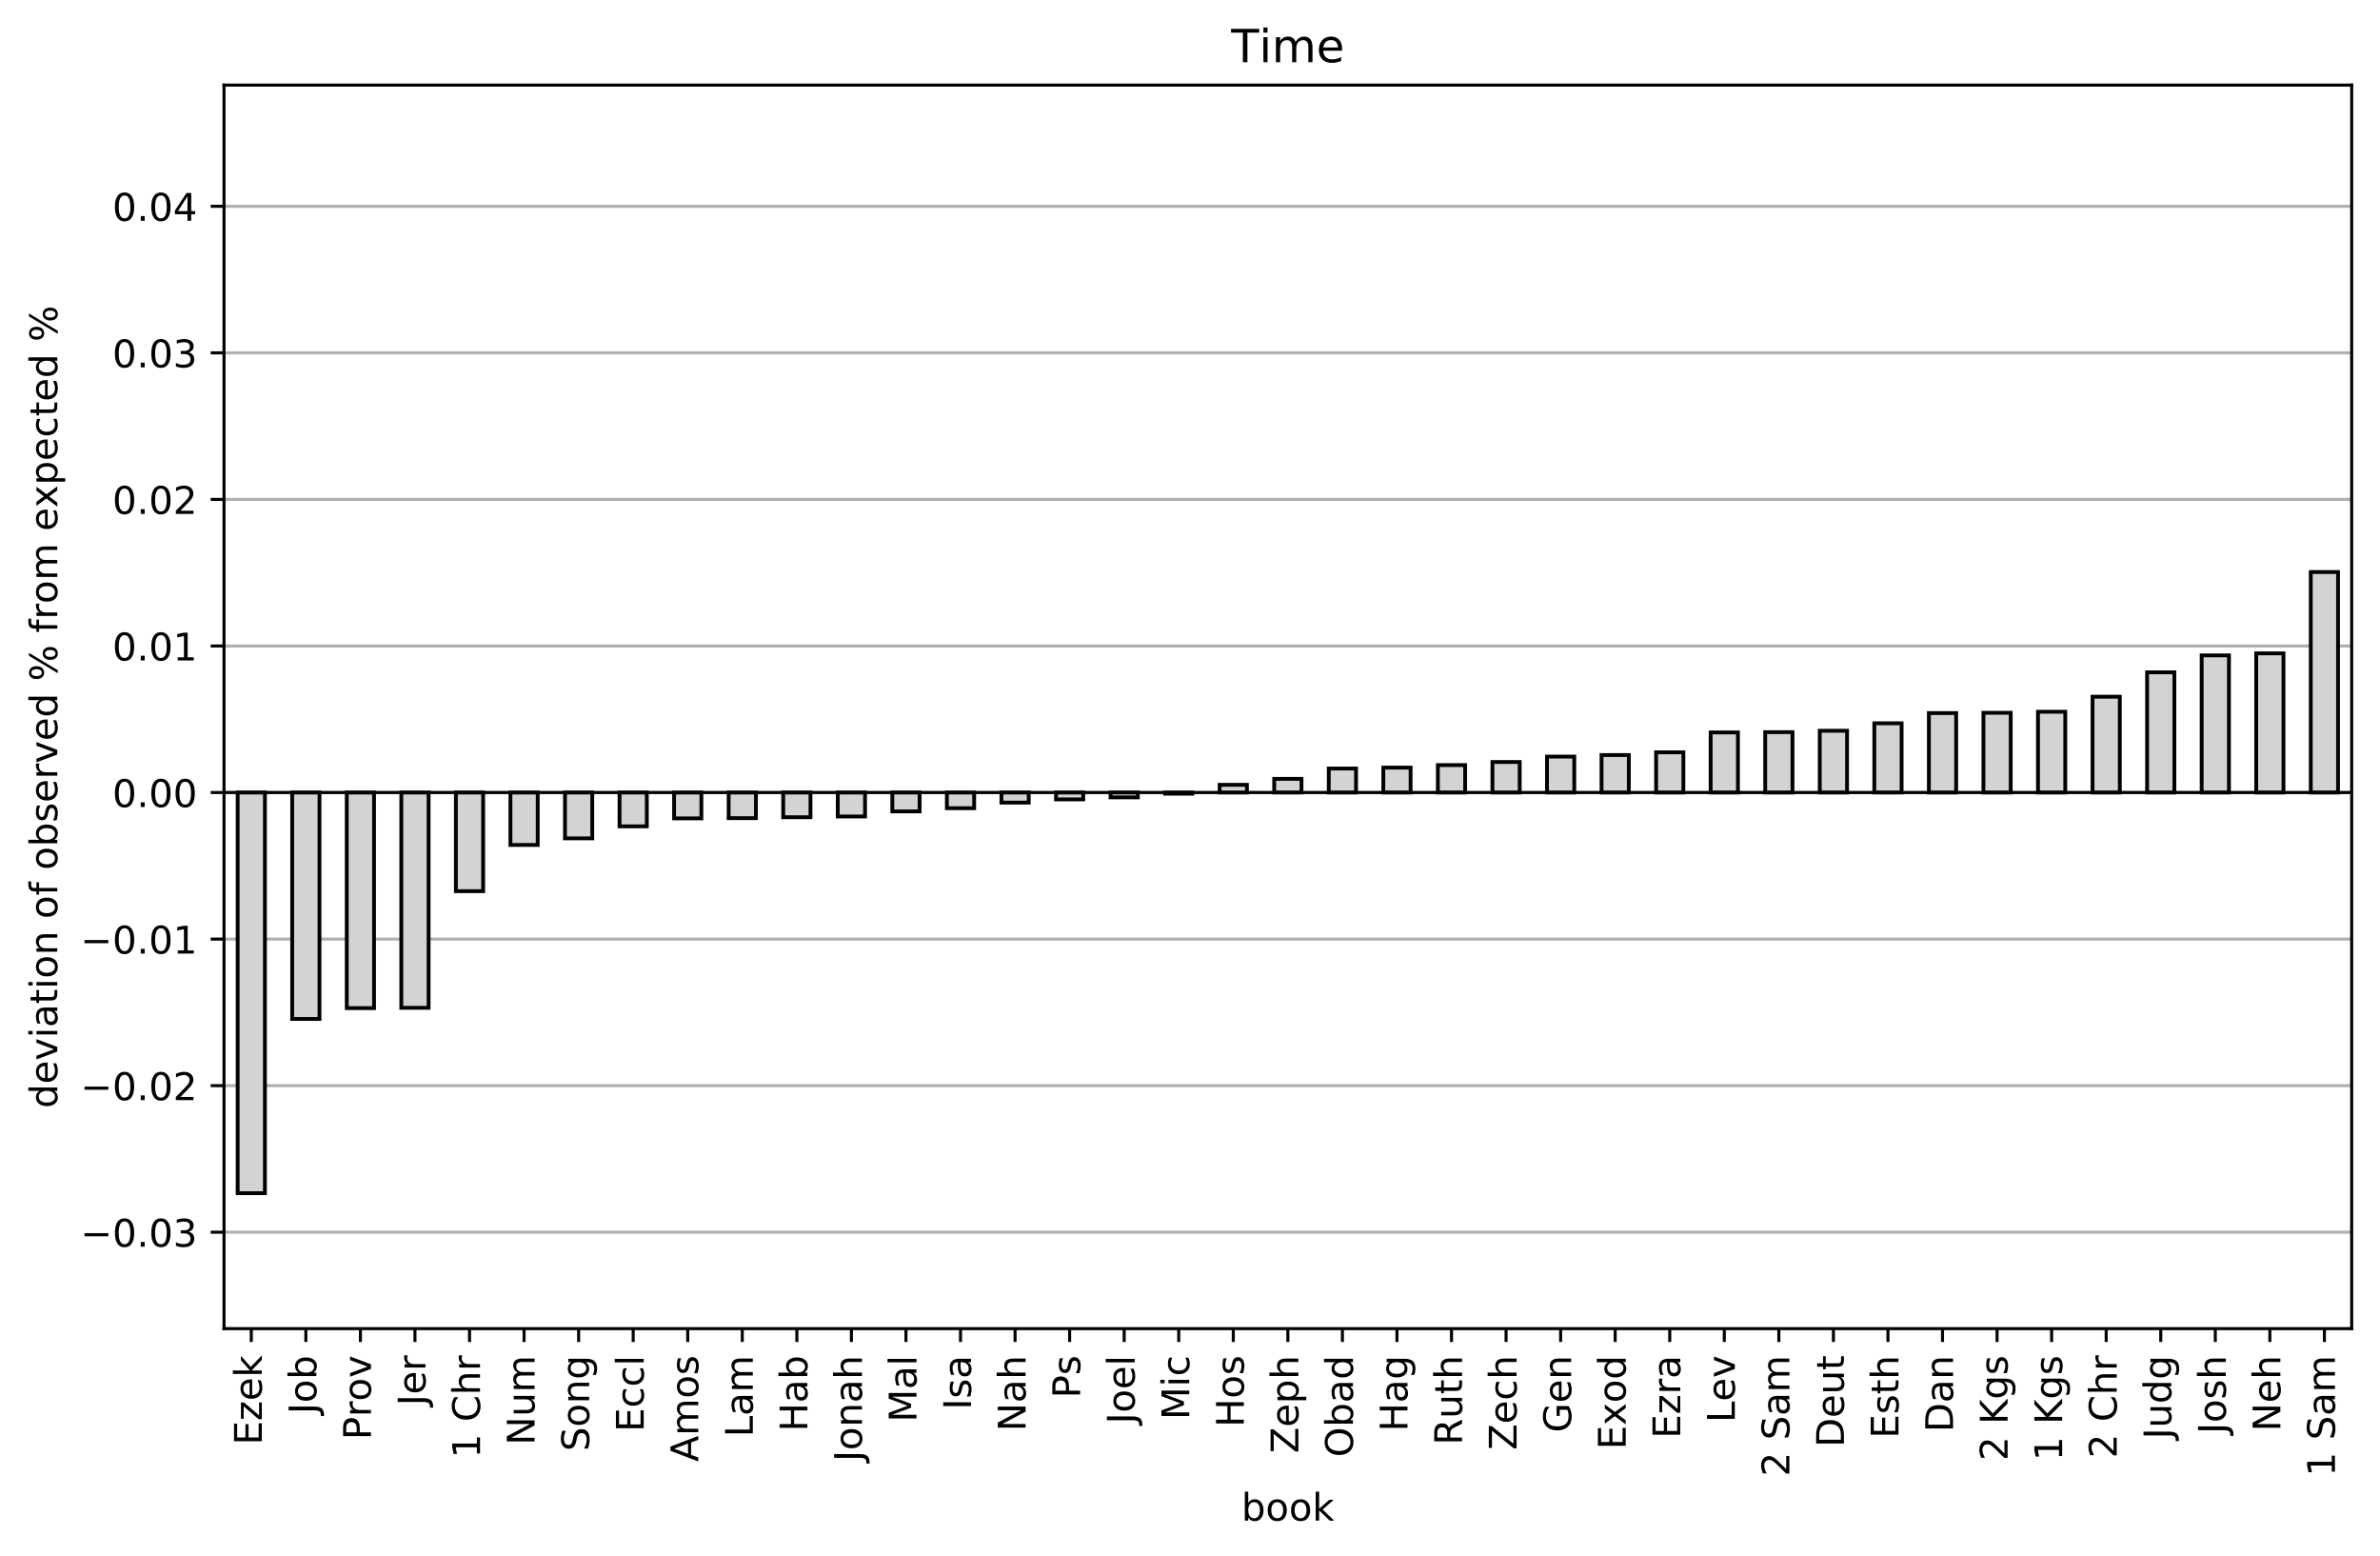 Time
deviation of observed % from expected %
0.04
0.03
0.02
0.01
0.00
−0.01
−0.02
−0.03
Ezek
Job
Prov
Jer
1 Chr
Num
Song
Eccl
Amos
Lam
Hab
Jonah
Mal
Isa
Nah
Ps
Joel
Mic
Hos
Zeph
Obad
Hag
Ruth
Zech
Gen
Exod
Ezra
Lev
2 Sam
Deut
Esth
Dan
2 Kgs
1 Kgs
2 Chr
Judg
Josh
Neh
1 Sam
book